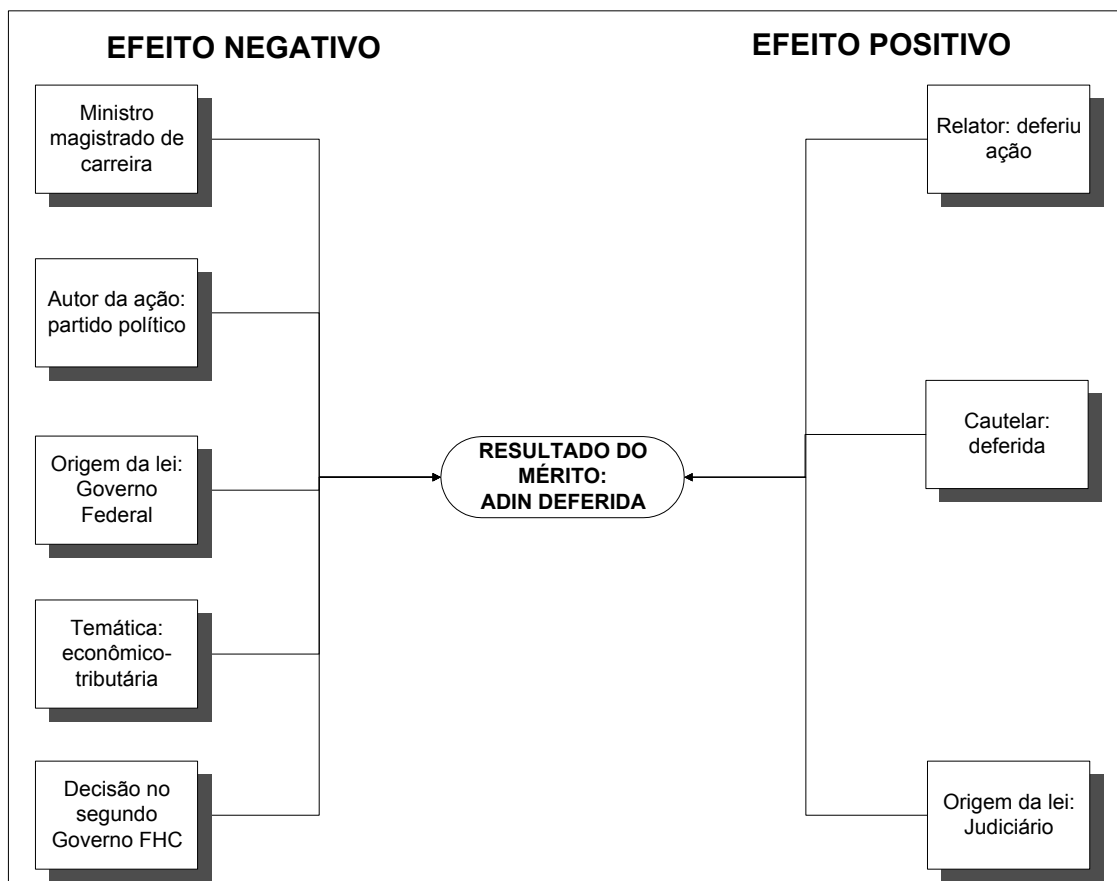 EFEITO NEGATIVO
Ministro
magistrado de
carreira
Autor da ação:
partido político
Origem da lei:
Governo
Federal
Temática:
econômico-
tributária
Decisão no
segundo
Governo FHC
RESULTADO DO
MÉRITO:
ADIN DEFERIDA
EFEITO POSITIVO
Relator: deferiu
ação
Cautelar:
deferida
Origem da lei:
Judiciário